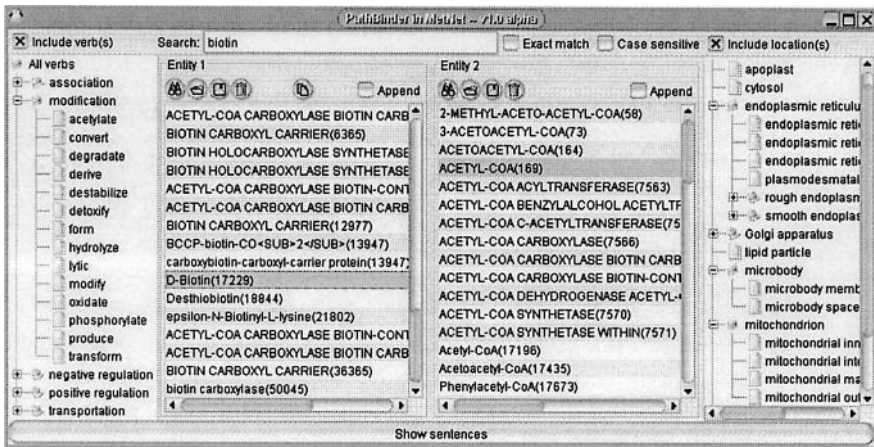 PathBinder in MetNet -- v1.0 alpha
Include verb(s) Search: biotin Exact match Case sensitive Include location(s)
All verbs
association
modification
acetylate
convert
degradate
derive
destabilize
detoxify
form
hydrolyze
lytic
modify
oxidate
phosphorylate
produce
transform
negative regulation
positive regulation
transportation
Entity 1
Append
ACETYL-COA CARBOXYLASE BIOTIN CARB
BIOTIN CARBOXYL CARRIER(6365)
BIOTIN HOLOCARBOXYLASE SYNTHETASE
BIOTIN HOLOCARBOXYLASE SYNTHETASE
ACETYL-COA CARBOXYLASE BIOTIN-CONT
ACETYL-COA CARBOXYLASE BIOTIN CARB
BIOTIN CARBOXYL CARRIER(12977)
BCCP-biotin-CO<SUB>2</SUB>(13947)
carboxybiotin-carboxyl-carrier protein(13947)
D-Biotin(17229)
Desthiobiotin(18844)
epsilon-N-Biotinyl-L-lysine(21802)
ACETYL-COA CARBOXYLASE BIOTIN-CONT
ACETYL-COA CARBOXYLASE BIOTIN CARB
BIOTIN CARBOXYL CARRIER(36365)
biotin carboxylase(50045)
Entity 2
Append
2-METHYL-ACETO-ACETYL-COA(58)
3-ACETOACETYL-COA(73)
ACETOACETYL-COA(164)
ACETYL-COA(169)
ACETYL-COA ACYLTRANSFERASE(7563)
ACETYL-COA BENZYLALCOHOL ACETYLTF
ACETYL-COA C-ACETYLTRANSFERASE(75
ACETYL-COA CARBOXYLASE(7566)
ACETYL-COA CARBOXYLASE BIOTIN CARB
ACETYL-COA CARBOXYLASE BIOTIN-CONT
ACETYL-COA DEHYDROGENASE ACETYL-
ACETYL-COA SYNTHETASE(7570)
ACETYL-COA SYNTHETASE WITHIN(7571)
Acetyl-CoA(17196)
Acetoacetyl-CoA(17435)
Phenylacetyl-CoA(17673)
apoplast
cytosol
endoplasmic reticulu
endoplasmic reti
endoplasmic reti
endoplasmic reti
plasmodesmatal
rough endoplas
smooth endoplas
Golgi apparatus
lipid particle
microbody
microbody memb
microbody space
mitochondrion
mitochondrial inn
mitochondrial inte
mitochondrial ma
mitochondrial out
Show sentences